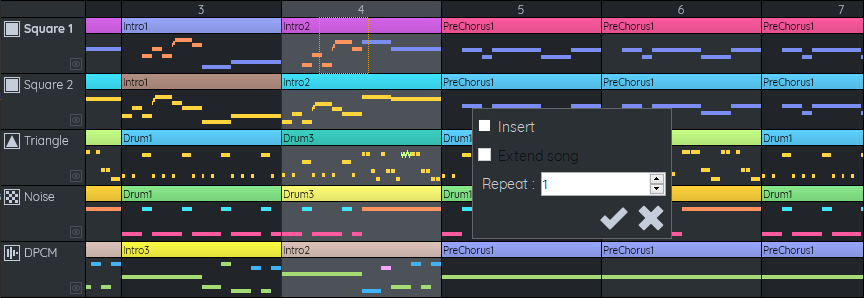 3 4 5 6 7
Square 1 Intro1 Intro2 PreChorus1 PreChorus1 PreChorus1
Square 2 Intro1 Intro2 PreChorus1 PreChorus1 PreChorus1
Triangle Drum1 Drum3 Drum1 Drum1
Noise Drum1 Drum3 Drum1
DPCM Intro3 Intro2 PreChorus1 PreChorus1 PreChorus1
Insert
Extend song
Repeat : 1